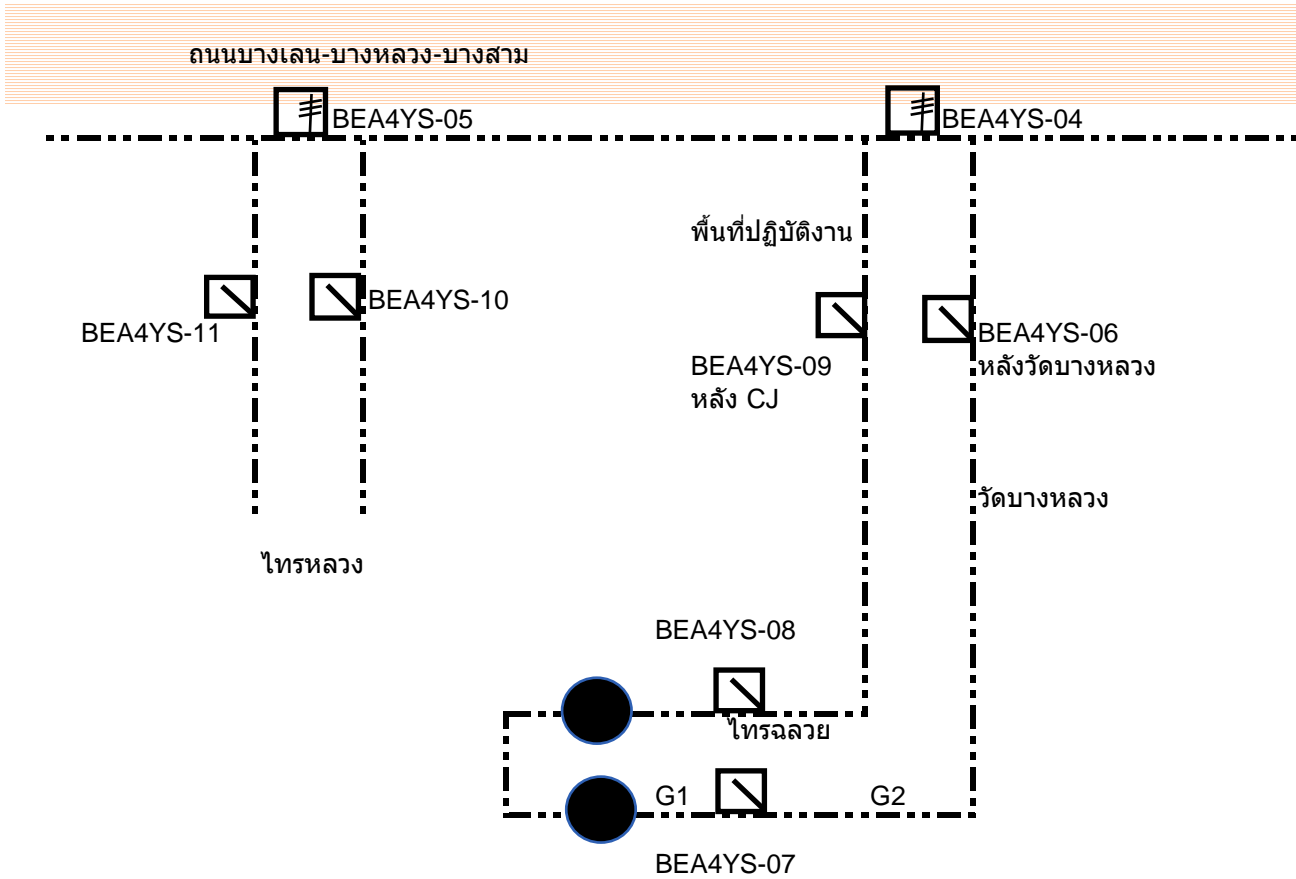 ถนนบางเลน-บางหลวง-บางสาม
BEA4YS-05
BEA4YS-04
พื้นที่ปฏิบัติงาน
BEA4YS-10
BEA4YS-11
BEA4YS-06
หลังวัดบางหลวง
BEA4YS-09
หลัง CJ
วัดบางหลวง
ไทรหลวง
BEA4YS-08
ไทรฉลวย
G1
G2
BEA4YS-07